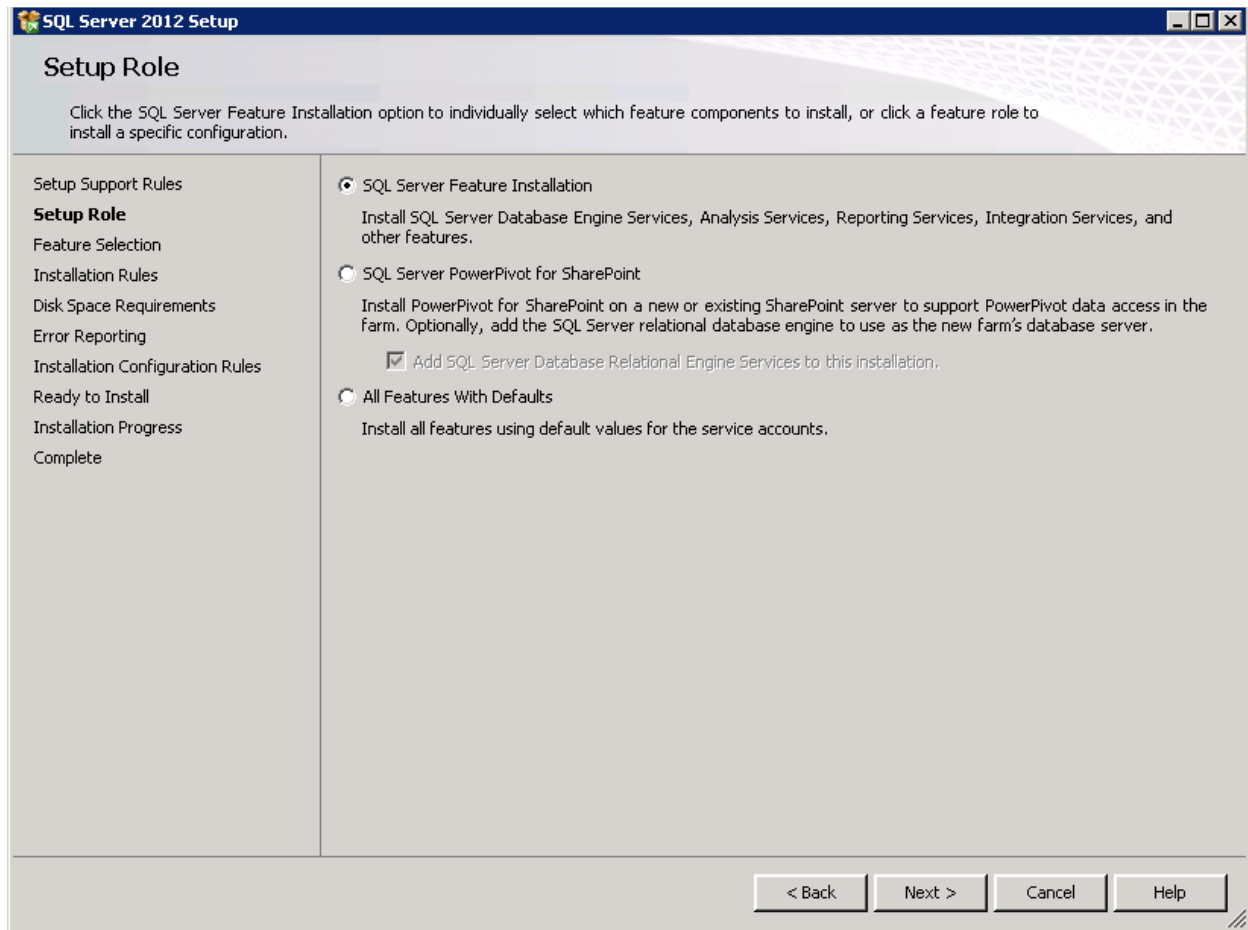 SQL Server 2012 Setup
Setup Role
Click the SQL Server Feature Installation option to individually select which feature components to install, or click a feature role to
install a specific configuration.
Setup Support Rules
Setup Role
Feature Selection
Installation Rules
Disk Space Requirements
Error Reporting
Installation Configuration Rules
Ready to Install
Installation Progress
Complete
SQL Server Feature Installation
Install SQL Server Database Engine Services, Analysis Services, Reporting Services, Integration Services, and
other features.
SQL Server PowerPivot for SharePoint
Install PowerPivot for SharePoint on a new or existing SharePoint server to support PowerPivot data access in the
farm. Optionally, add the SQL Server relational database engine to use as the new farm's database server.
Add SQL Server Database Relational Engine Services to this installation.
All Features With Defaults
Install all features using default values for the service accounts.
< Back
Next >
Cancel
Help